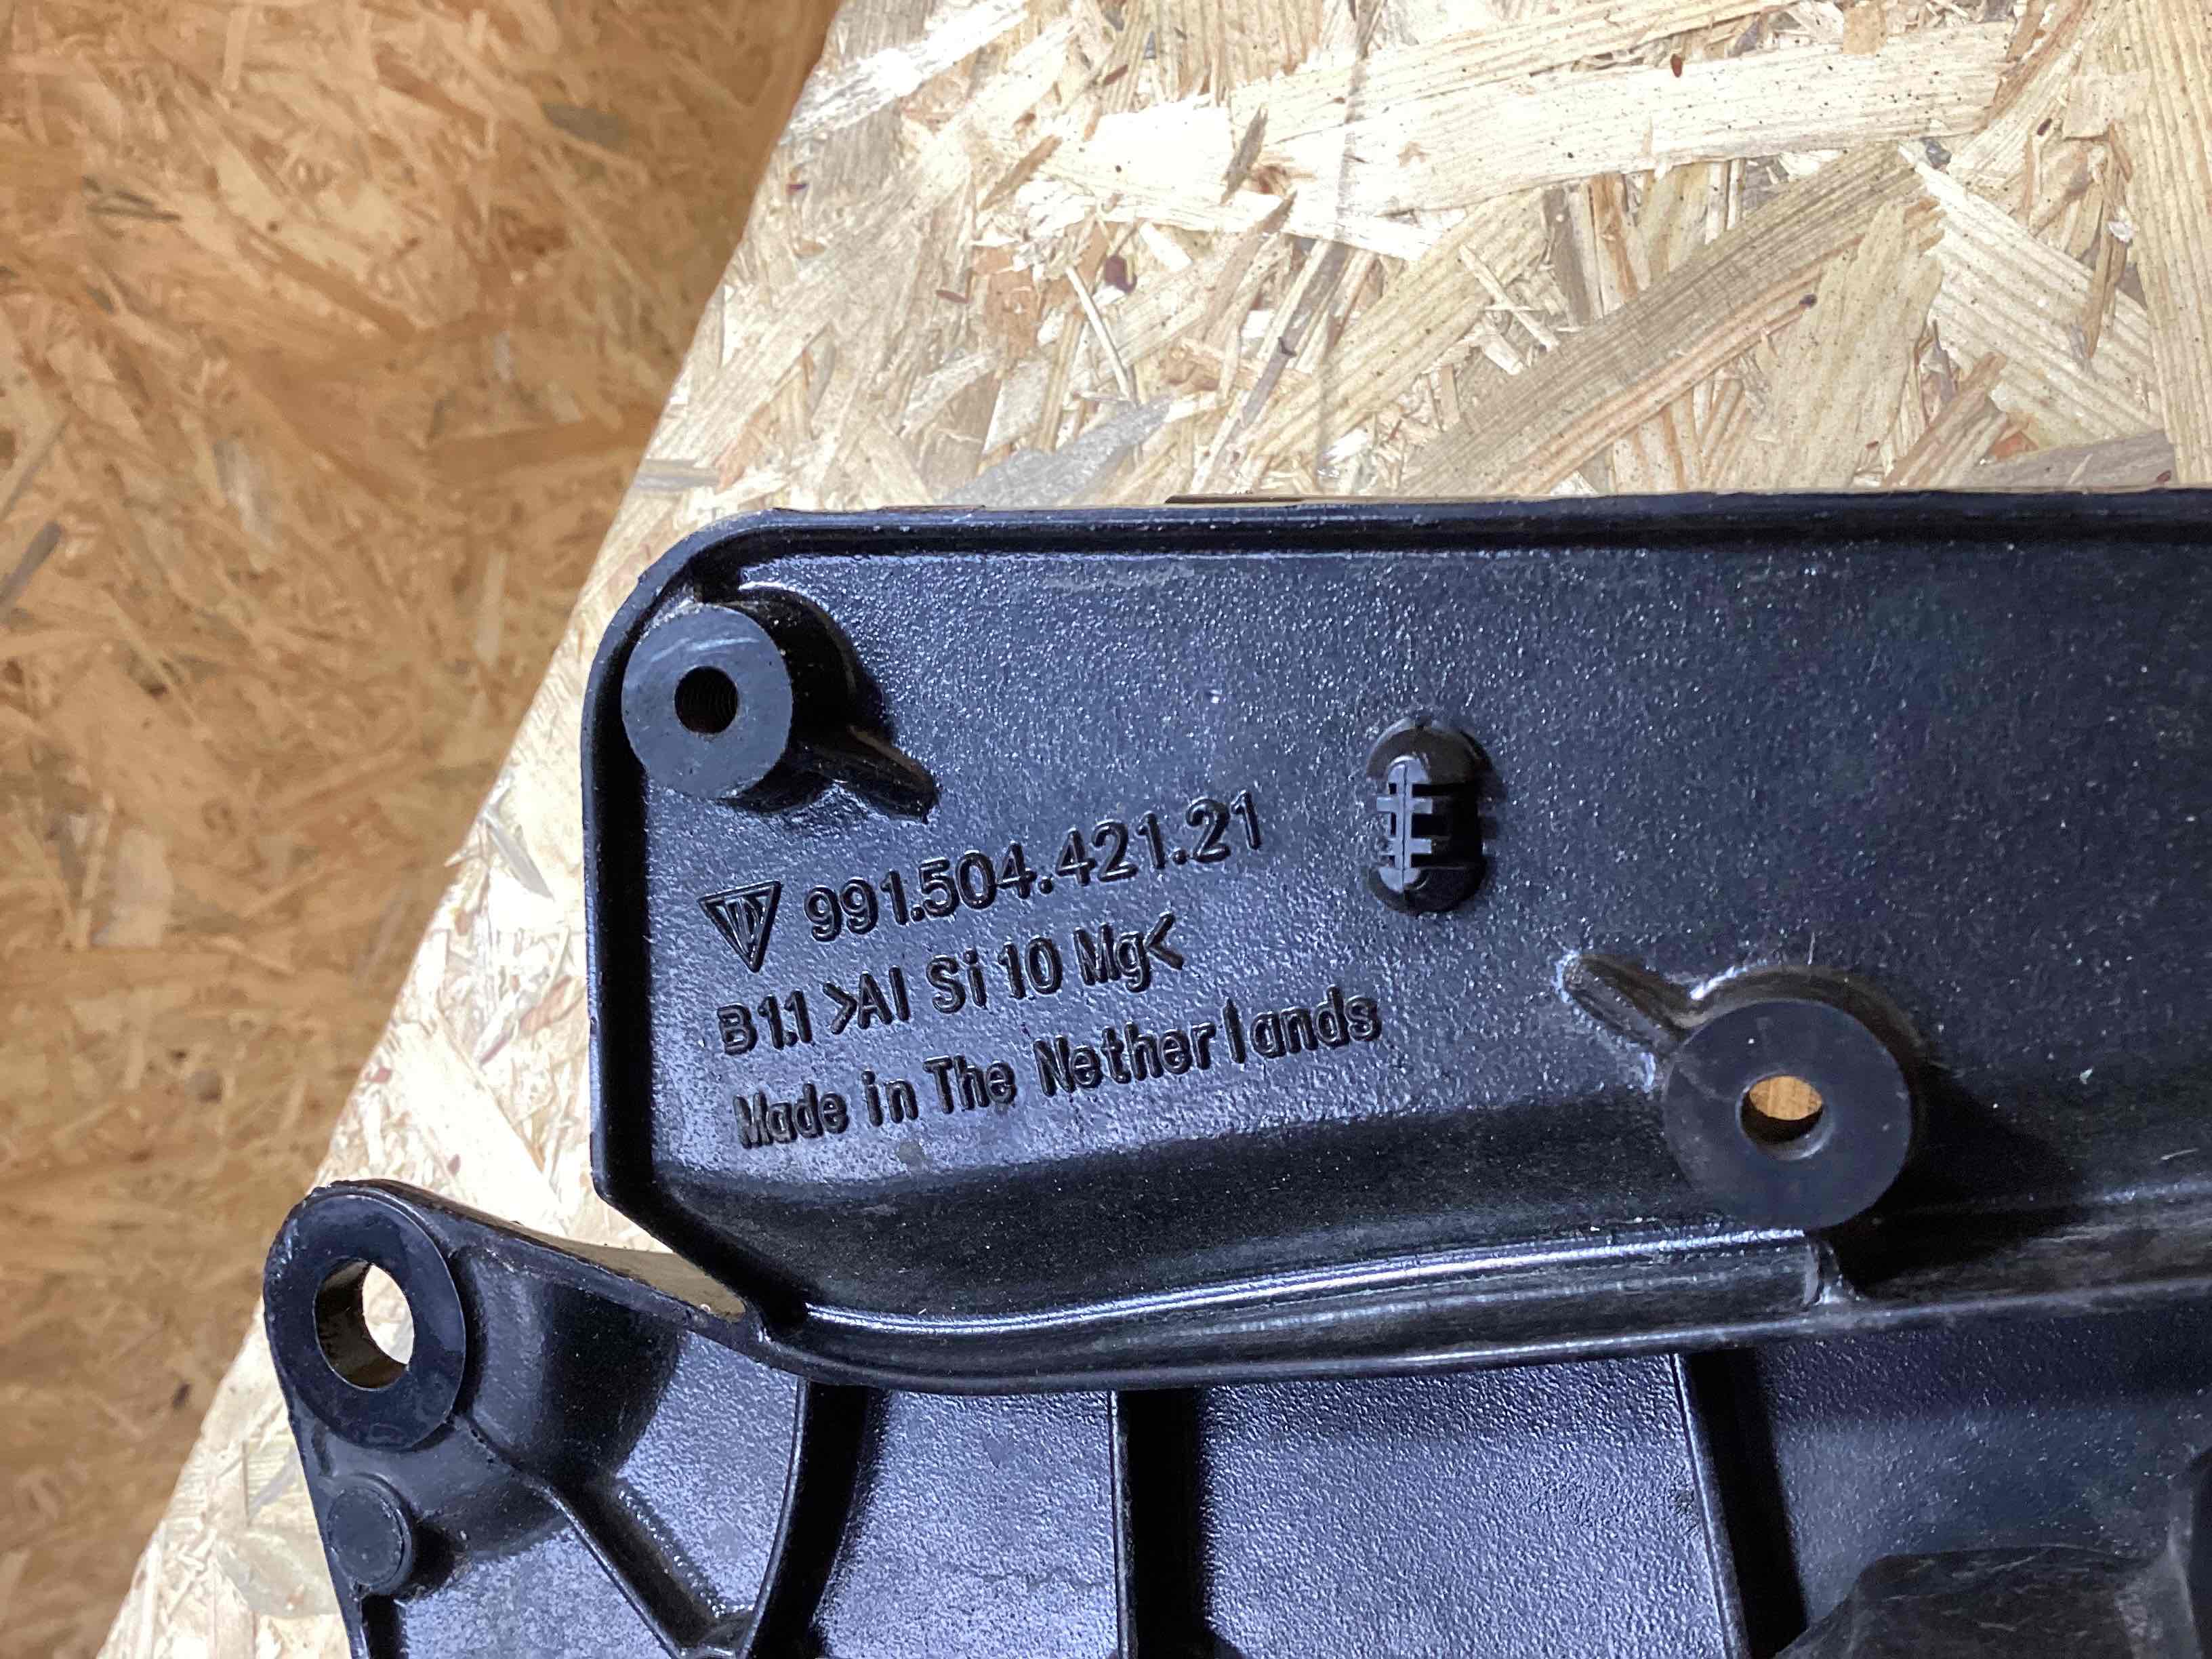 991.504.421.21
B1.1 >Al Si 10 Mg<
Made in The Netherlands